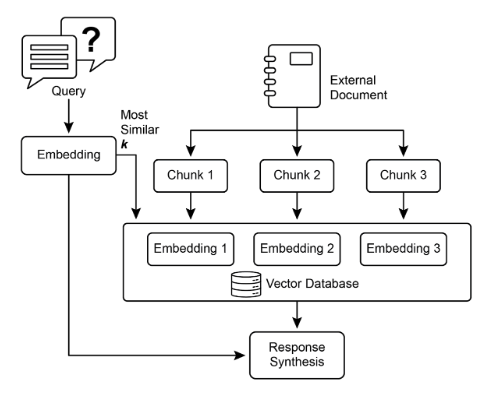 ?
Query
External
Document
Most
Similar
k
Embedding
Chunk 1
Chunk 2
Chunk 3
Embedding 1
Embedding 2
Embedding 3
Vector Database
Response
Synthesis